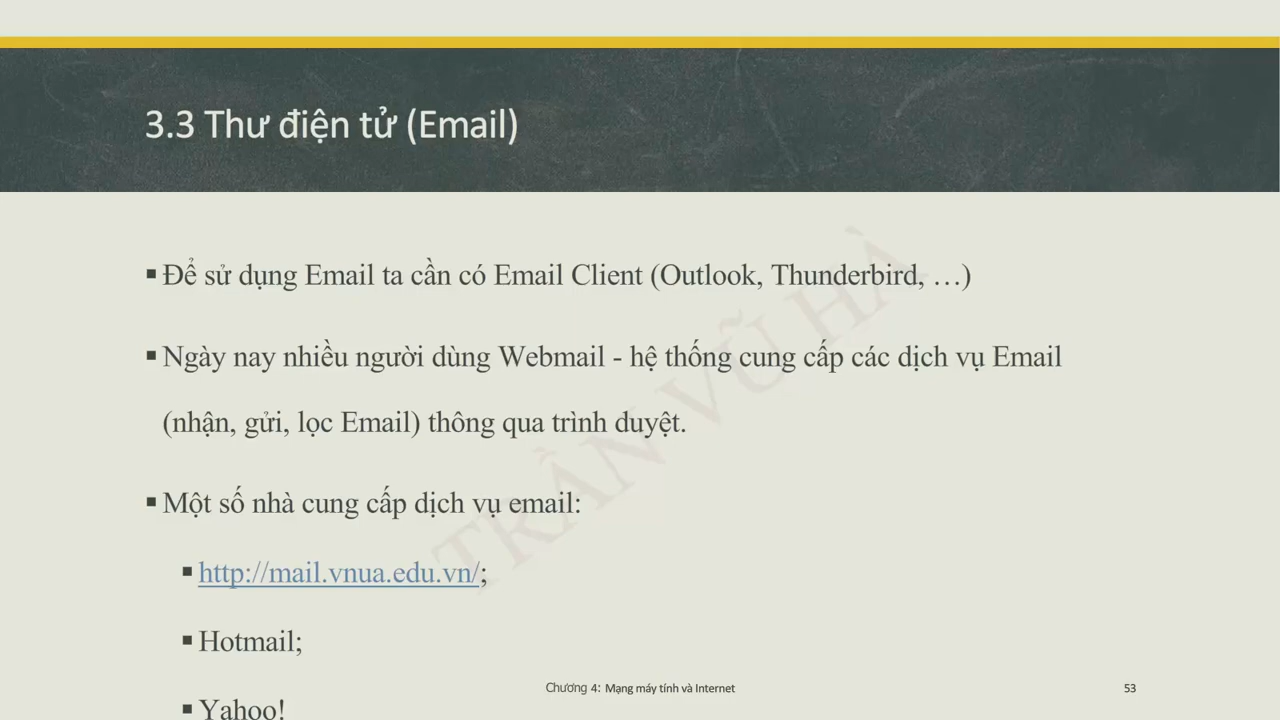 3.3 Thư điện tử (Email)
▪ Để sử dụng Email ta cần có Email Client (Outlook, Thunderbird, …)
▪ Ngày nay nhiều người dùng Webmail - hệ thống cung cấp các dịch vụ Email
(nhận, gửi, lọc Email) thông qua trình duyệt.
▪ Một số nhà cung cấp dịch vụ email:
▪ http://mail.vnua.edu.vn/;
▪ Hotmail;
▪ Yahoo!
TRẦN VŨ HÀ
Chương 4: Mạng máy tính và Internet
53